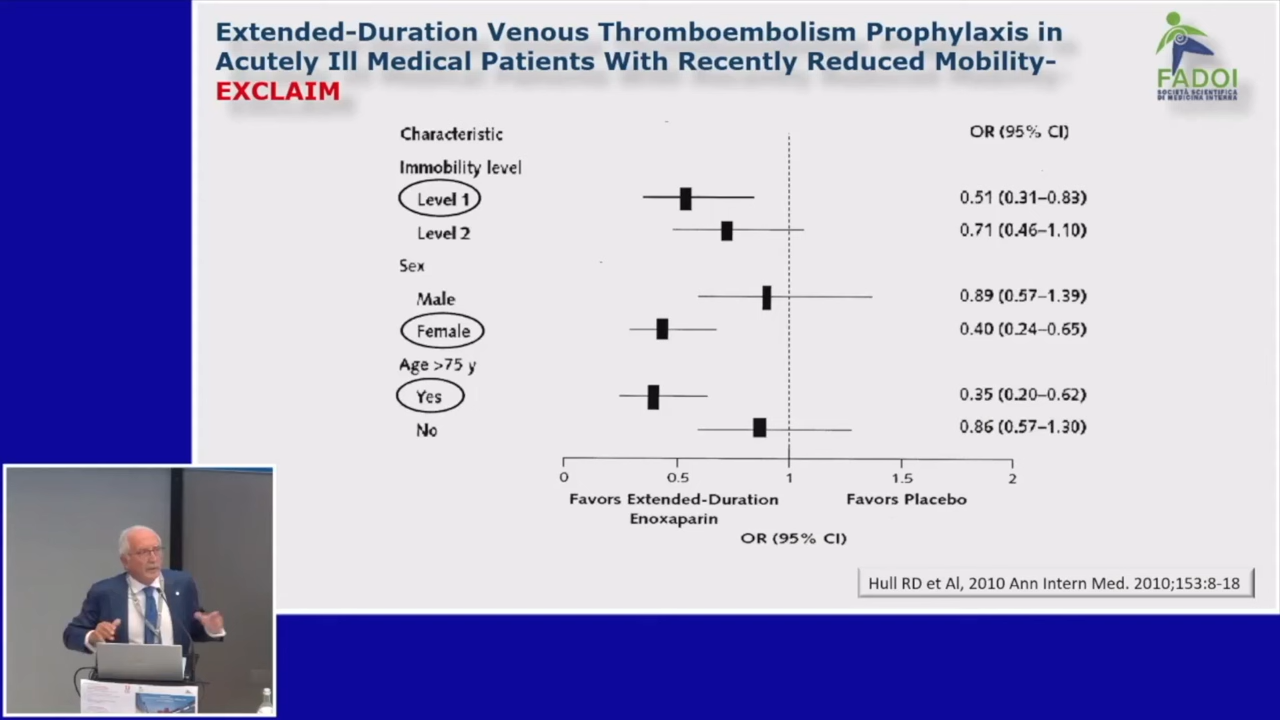 Extended-Duration Venous Thromboembolism Prophylaxis in
Acutely Ill Medical Patients With Recently Reduced Mobility-
EXCLAIM
FADOI
SOCIETÀ SCIENTIFICA
DI MEDICINA INTERNA
Characteristic OR (95% CI)
Immobility level
Level 1 0.51 (0.31–0.83)
Level 2 0.71 (0.46–1.10)
Sex
Male 0.89 (0.57–1.39)
Female 0.40 (0.24–0.65)
Age >75 y
Yes 0.35 (0.20–0.62)
No 0.86 (0.57–1.30)
0 0.5 1 1.5 2
Favors Extended-Duration Favors Placebo
Enoxaparin
OR (95% CI)
Hull RD et Al, 2010 Ann Intern Med. 2010;153:8-18